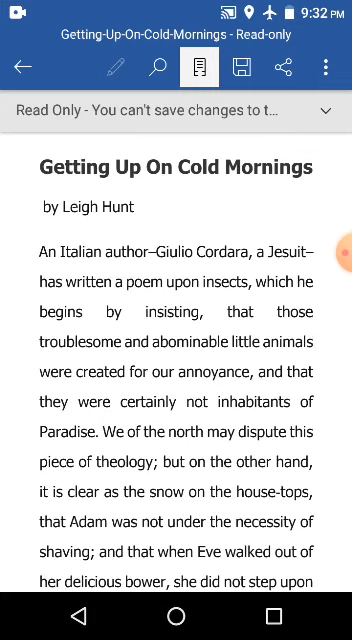 9:32 PM
Getting-Up-On-Cold-Mornings - Read-only
Read Only - You can't save changes to t...
Getting Up On Cold Mornings
by Leigh Hunt
An Italian author–Giulio Cordara, a Jesuit–
has written a poem upon insects, which he
begins by insisting, that those
troublesome and abominable little animals
were created for our annoyance, and that
they were certainly not inhabitants of
Paradise. We of the north may dispute this
piece of theology; but on the other hand,
it is clear as the snow on the house-tops,
that Adam was not under the necessity of
shaving; and that when Eve walked out of
her delicious bower, she did not step upon